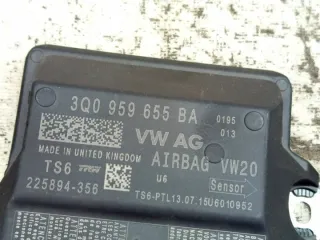 3Q0 959 655 BA 0195
013
VW AG
MADE IN UNITED KINGDOM AIRBAG VW20
TS6 TRW U6
225894-356 Sensor
TS6-PTL13.07.15U6010952